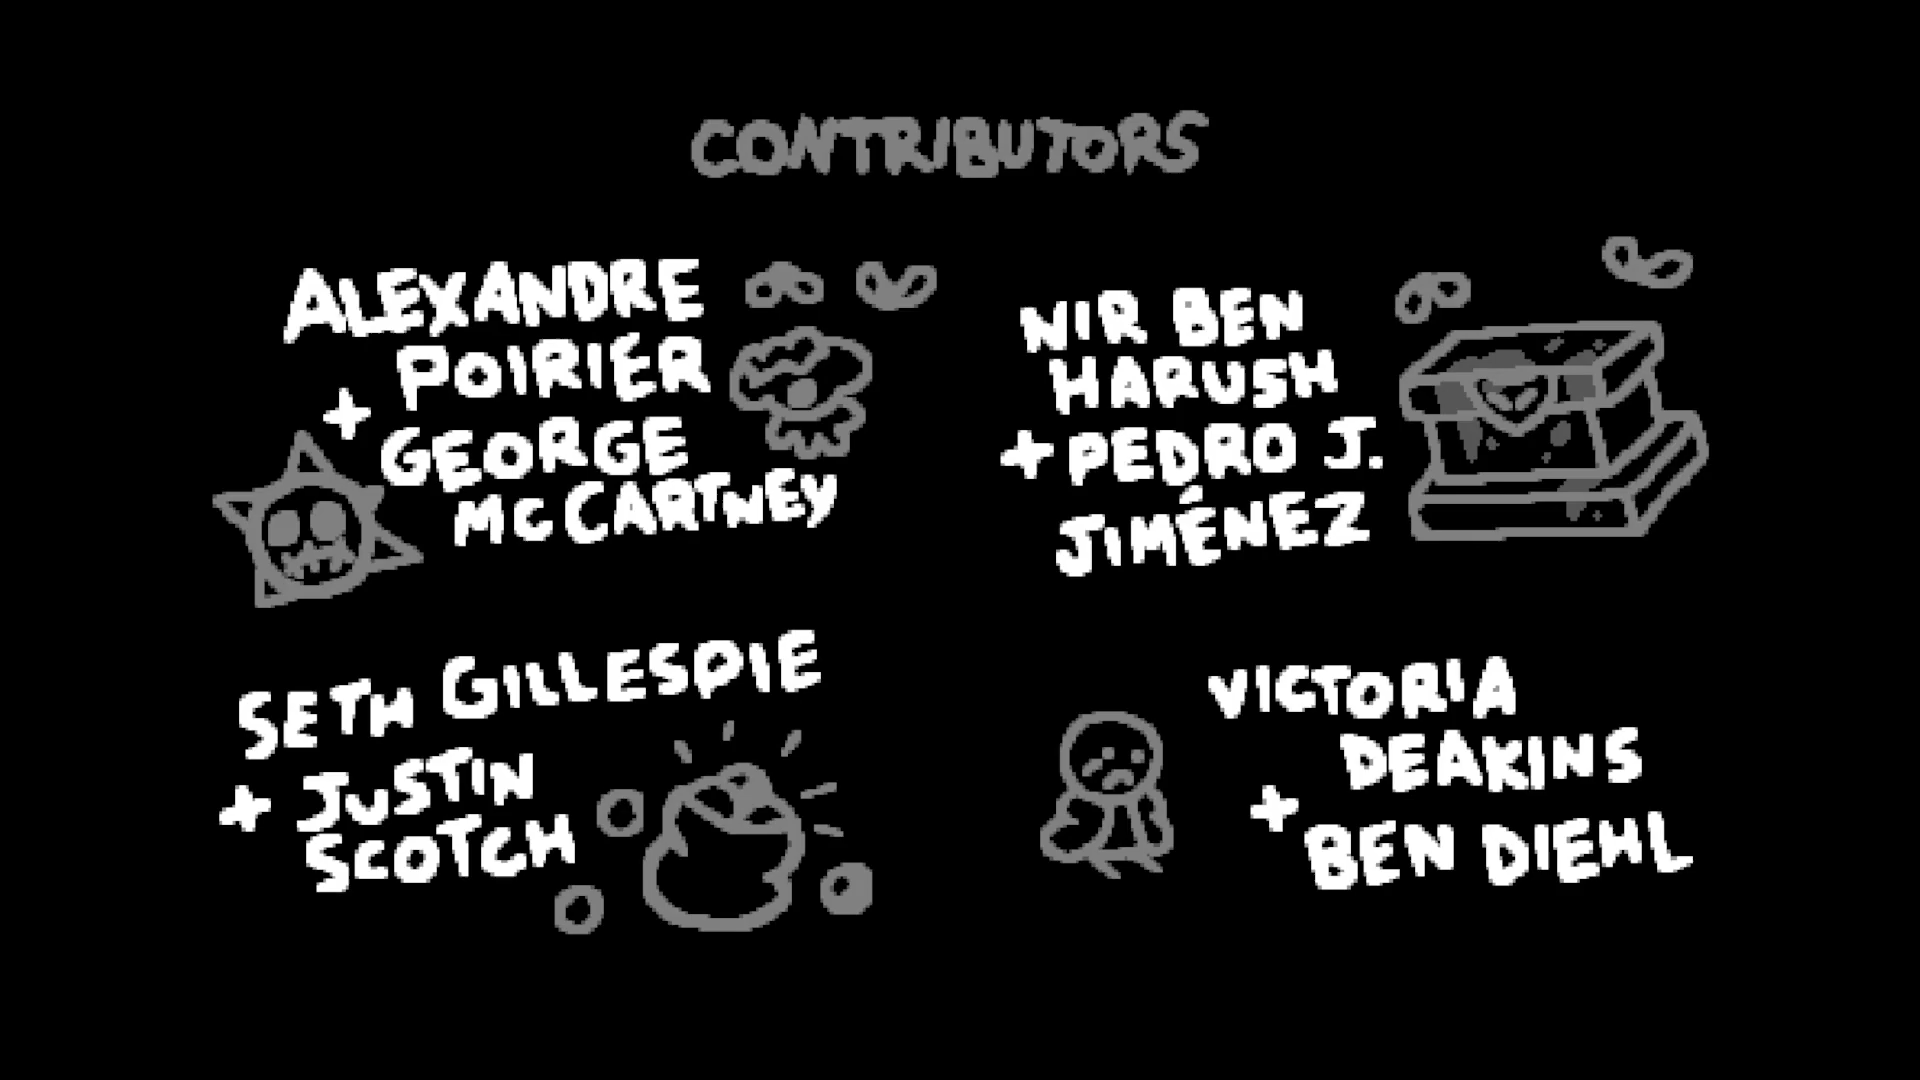 CONTRIBUTORS
ALEXANDRE
POIRIER
+
GEORGE
MCCARTNEY
NIR BEN
HARUSH
+ PEDRO J.
JIMÉNEZ
SETH GILLESPIE
+ JUSTIN
SCOTCH
VICTORIA
DEAKINS
+
BEN DIEHL